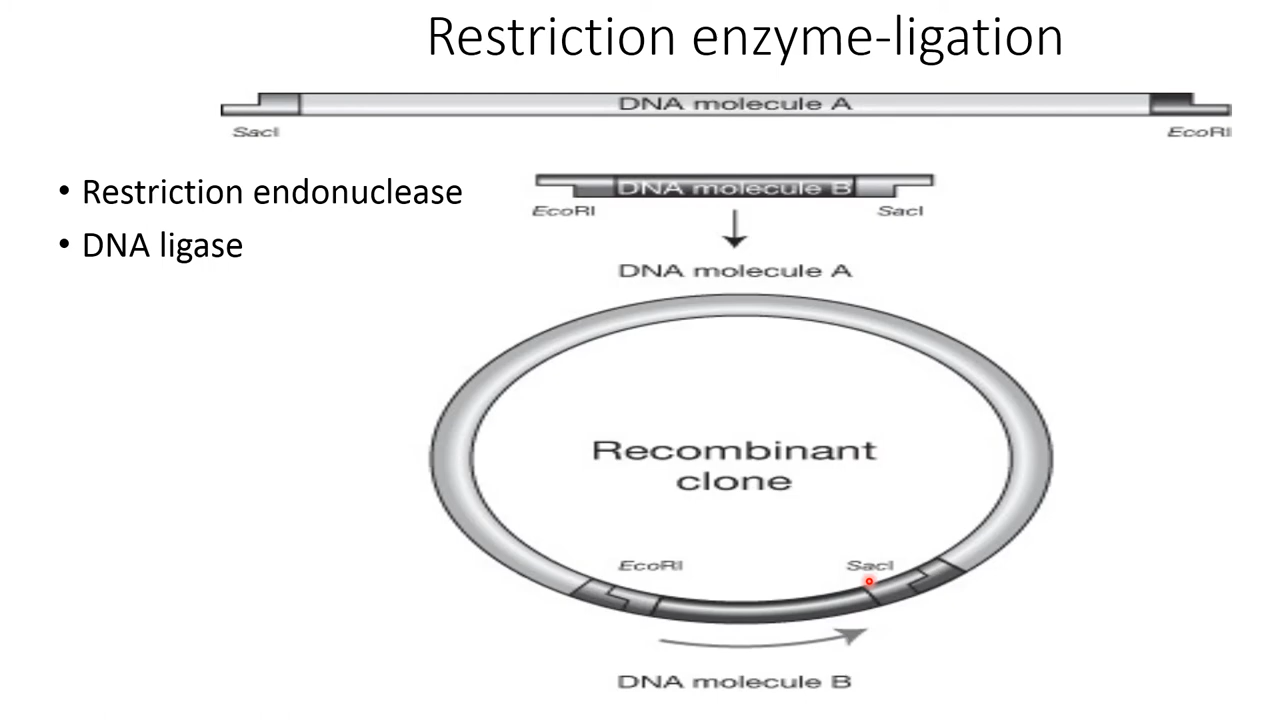 Restriction enzyme-ligation
DNA molecule A
SacI
EcoRI
• Restriction endonuclease
• DNA ligase
DNA molecule B
EcoRI
SacI
DNA molecule A
Recombinant
clone
EcoRI
SacI
DNA molecule B